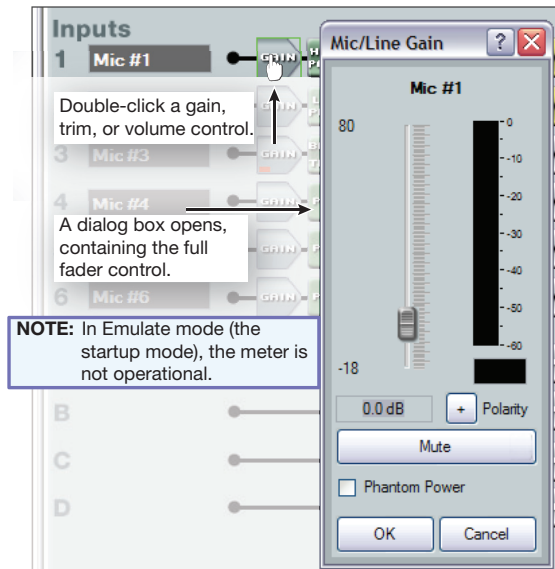 Inputs
1 Mic #1 GAIN
Double-click a gain,
trim, or volume control.
3 Mic #3 GAIN
4 Mic #4
A dialog box opens,
containing the full
fader control.
6 Mic #6 GAIN
NOTE: In Emulate mode (the
startup mode), the meter is
not operational.
B
C
D
Mic/Line Gain ? X
Mic #1
80
0
-10
-20
-30
-40
-50
-60
-18
0.0 dB + Polarity
Mute
Phantom Power
OK Cancel